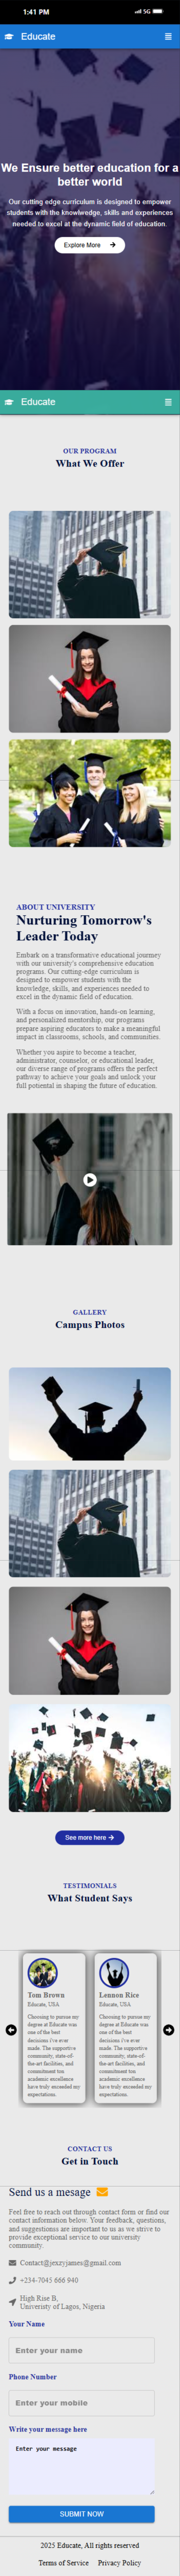 1:41 PM
5G
Educate
We Ensure better education for a
better world
Our cutting edge curriculum is designed to empower
students with the knowlwedge, skills and experiences
needed to excel at the dynamic field of education.
Explore More
Educate
OUR PROGRAM
What We Offer
ABOUT UNIVERSITY
Nurturing Tomorrow's
Leader Today
Embark on a transformative educational journey
with our university's comprehensive education
programs. Our cutting-edge curriculum is
designed to empower students with the
knowledge, skills, and experiences needed to
excel in the dynamic field of education.
With a focus on innovation, hands-on learning,
and personalized mentorship, our programs
prepare aspiring educators to make a meaningful
impact in classrooms, schools, and communities.
Whether you aspire to become a teacher,
administrator, counselor, or educational leader,
our diverse range of programs offers the perfect
pathway to achieve your goals and unlock your
full potential in shaping the future of education.
GALLERY
Campus Photos
See more here
TESTIMONIALS
What Student Says
Tom Brown
Educate, USA
Choosing to pursue my
degree at Educate was
one of the best
decisions i've ever
made. The supportive
community, state-of-
the-art facilities, and
commitment ton
academic excellence
have truly exceeded my
expectations.
Lennon Rice
Educate, USA
Choosing to pursue my
degree at Educate was
one of the best
decisions i've ever
made. The supportive
community, state-of-
the-art facilities, and
commitment ton
academic excellence
have truly exceeded my
expectations.
CONTACT US
Get in Touch
Send us a mesage
Feel free to reach out through contact form or find our
contact information below. Your feedback, questions,
and suggestionss are important to us as we strive to
provide exceptional service to our university
community.
Contact@jexzyjames@gmail.com
+234-7045 666 940
High Rise B,
Univeristy of Lagos, Nigeria
Your Name
Enter your name
Phone Number
Enter your mobile
Write your message here
Enter your message
SUBMIT NOW
2025 Educate, All rights reserved
Terms of Service Privacy Policy